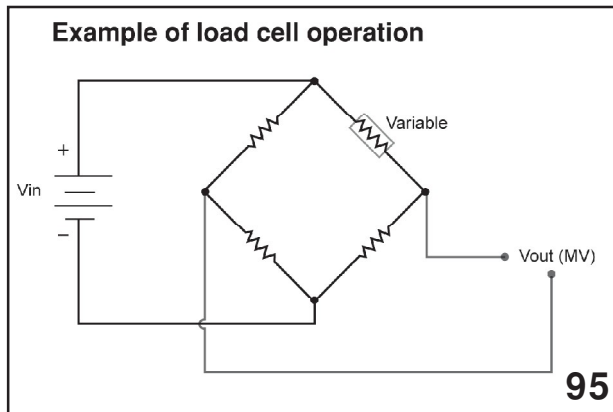 Example of load cell operation
Variable
+
Vin
−
Vout (MV)
95